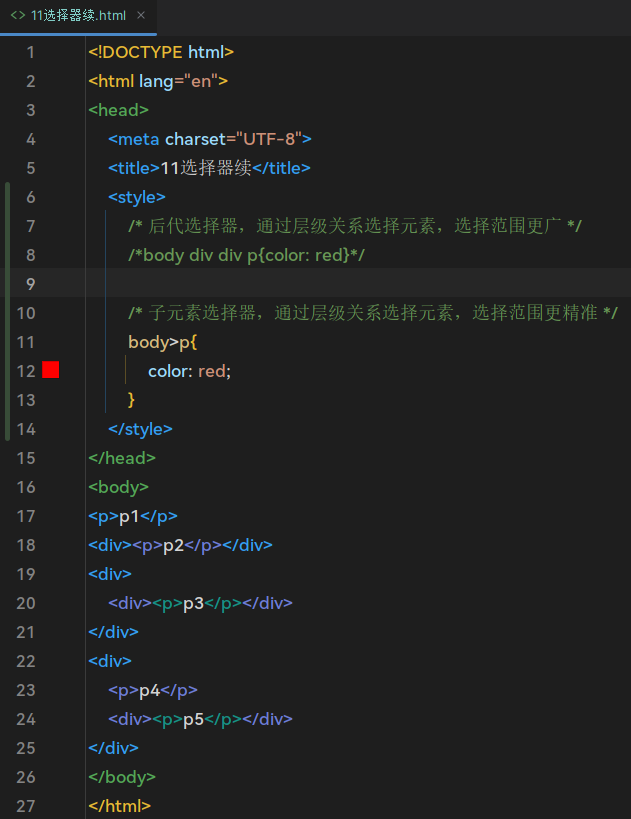 <> 11选择器续.html ×
1 <!DOCTYPE html>
2 <html lang="en">
3 <head>
4 <meta charset="UTF-8">
5 <title>11选择器续</title>
6 <style>
7 /* 后代选择器，通过层级关系选择元素，选择范围更广 */
8 /*body div div p{color: red}*/
9
10 /* 子元素选择器，通过层级关系选择元素，选择范围更精准 */
11 body>p{
12 color: red;
13 }
14 </style>
15 </head>
16 <body>
17 <p>p1</p>
18 <div><p>p2</p></div>
19 <div>
20 <div><p>p3</p></div>
21 </div>
22 <div>
23 <p>p4</p>
24 <div><p>p5</p></div>
25 </div>
26 </body>
27 </html>